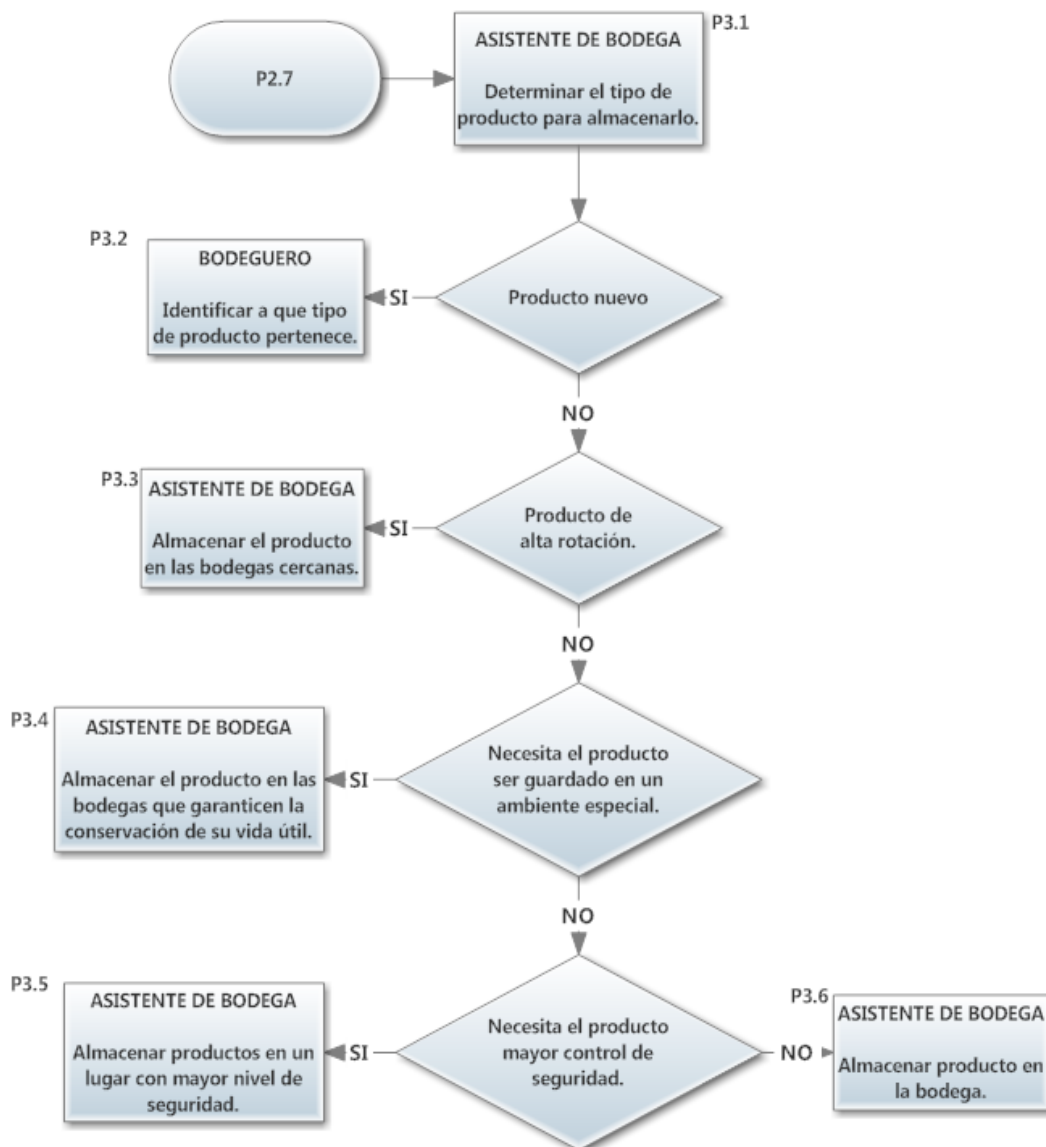 P2.7
P3.1
ASISTENTE DE BODEGA
Determinar el tipo de
producto para almacenarlo.
Producto nuevo
SI
P3.2
BODEGUERO
Identificar a que tipo
de producto pertenece.
NO
Producto de
alta rotación.
SI
P3.3
ASISTENTE DE BODEGA
Almacenar el producto
en las bodegas cercanas.
NO
Necesita el producto
ser guardado en un
ambiente especial.
SI
P3.4
ASISTENTE DE BODEGA
Almacenar el producto en las
bodegas que garanticen la
conservación de su vida útil.
NO
Necesita el producto
mayor control de
seguridad.
SI
P3.5
ASISTENTE DE BODEGA
Almacenar productos en un
lugar con mayor nivel de
seguridad.
NO
P3.6
ASISTENTE DE BODEGA
Almacenar producto en
la bodega.